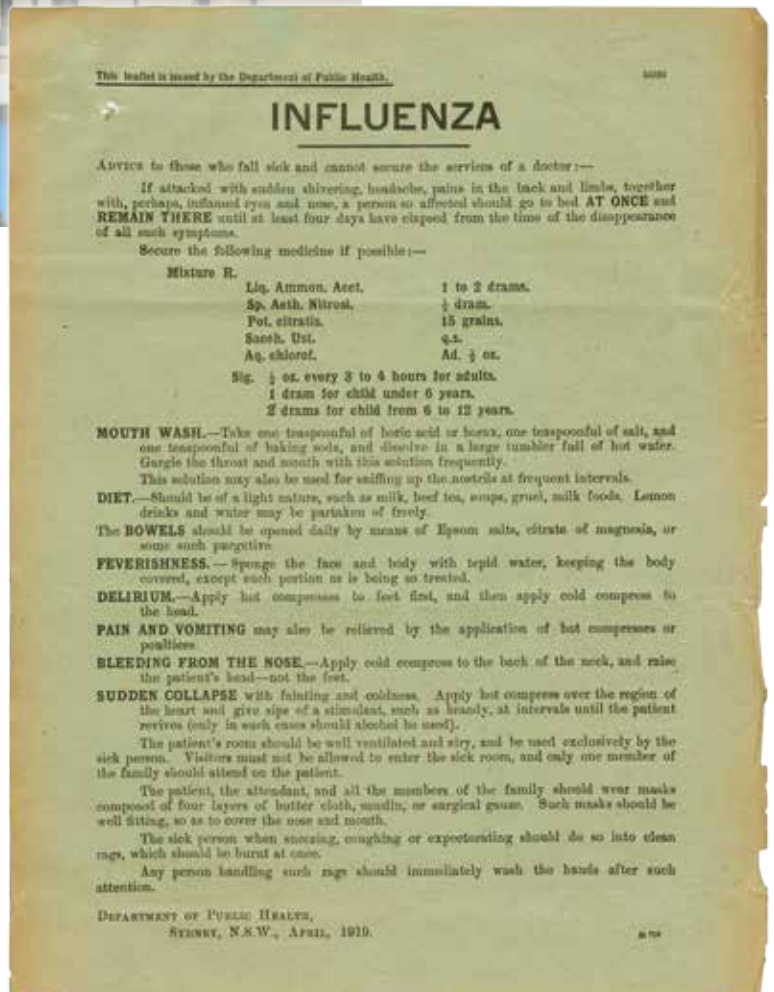 This leaflet is issued by the Department of Public Health.
INFLUENZA
ADVICE to those who fall sick and cannot secure the services of a doctor:—
If attacked with sudden shivering, headache, pains in the back and limbs, together
with, perhaps, inflamed eyes and nose, a person so affected should go to bed AT ONCE and
REMAIN THERE until at least four days have elapsed from the time of the disappearance
of all such symptoms.
Secure the following medicine if possible:—
Mixture R.
Liq. Ammon. Acet. 1 to 2 drams.
Sp. Aeth. Nitrosi. ½ dram.
Pot. citratis. 15 grains.
Sacch. Ust. q.s.
Aq. chlorof. Ad. ½ oz.
Sig. ½ oz. every 3 to 4 hours for adults.
1 dram for child under 6 years.
2 drams for child from 6 to 12 years.
MOUTH WASH.—Take one teaspoonful of boric acid or borax, one teaspoonful of salt, and
one teaspoonful of baking soda, and dissolve in a large tumbler full of hot water.
Gargle the throat and mouth with this solution frequently.
This solution may also be used for sniffing up the nostrils at frequent intervals.
DIET.—Should be of a light nature, such as milk, beef tea, soups, gruel, milk foods. Lemon
drinks and water may be partaken of freely.
The BOWELS should be opened daily by means of Epsom salts, citrate of magnesia, or
some such purgative
FEVERISHNESS.—Sponge the face and body with tepid water, keeping the body
covered, except such portion as is being so treated.
DELIRIUM.—Apply hot compresses to feet first, and then apply cold compress to
the head.
PAIN AND VOMITING may also be relieved by the application of hot compresses or
poultices
BLEEDING FROM THE NOSE.—Apply cold compress to the back of the neck, and raise
the patient's head—not the feet.
SUDDEN COLLAPSE with fainting and coldness. Apply hot compress over the region of
the heart and give sips of a stimulant, such as brandy, at intervals until the patient
revives (only in such cases should alcohol be used).
The patient's room should be well ventilated and airy, and be used exclusively by the
sick person. Visitors must not be allowed to enter the sick room, and only one member of
the family should attend on the patient.
The patient, the attendant, and all the members of the family should wear masks
composed of four layers of butter cloth, muslin, or surgical gauze. Such masks should be
well fitting, so as to cover the nose and mouth.
The sick person when sneezing, coughing or expectorating should do so into clean
rags, which should be burnt at once.
Any person handling such rags should immediately wash the hands after such
attention.
DEPARTMENT OF PUBLIC HEALTH,
SYDNEY, N.S.W., APRIL, 1919.